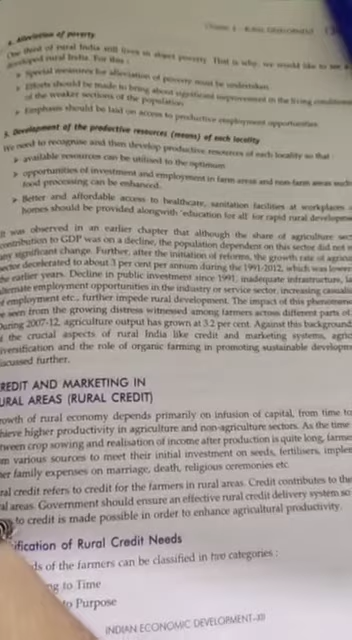 4. Alleviation of poverty
One third of rural India still lives in abject poverty. That is why, we would like to see a
developed rural India. For this :
➢ Special measures for alleviation of poverty must be undertaken.
➢ Efforts should be made to bring about significant improvement in the living conditions
of the weaker sections of the population.
➢ Emphasis should be laid on access to productive employment opportunities.
5. Development of the productive resources (means) of each locality
We need to recognise and then develop productive resources of each locality so that
➢ available resources can be utilised to the optimum.
➢ opportunities of investment and employment in farm areas and non-farm areas such
food processing can be enhanced.
➢ Better and affordable access to healthcare, sanitation facilities at workplaces
homes should be provided alongwith 'education for all' for rapid rural developme
It was observed in an earlier chapter that although the share of agriculture sec
contribution to GDP was on a decline, the population dependent on this sector did not
any significant change. Further, after the initiation of reforms, the growth rate of agricu
sector decelerated to about 3 per cent per annum during the 1991-2012, which was lower
the earlier years. Decline in public investment since 1991, inadequate infrastructure, la
ternate employment opportunities in the industry or service sector, increasing casualis
f employment etc., further impede rural development. The impact of this phenomeno
e seen from the growing distress witnessed among farmers across different parts of
During 2007-12, agriculture output has grown at 3.2 per cent. Against this background
t the crucial aspects of rural India like credit and marketing systems, agric
iversification and the role of organic farming in promoting sustainable developme
scussed further.
REDIT AND MARKETING IN
URAL AREAS (RURAL CREDIT)
rowth of rural economy depends primarily on infusion of capital, from time to
hieve higher productivity in agriculture and non-agriculture sectors. As the time
tween crop sowing and realisation of income after production is quite long, farme
om various sources to meet their initial investment on seeds, fertilisers, implem
er family expenses on marriage, death, religious ceremonies etc.
ral credit refers to credit for the farmers in rural areas. Credit contributes to the
al areas. Government should ensure an effective rural credit delivery system so
to credit is made possible in order to enhance agricultural productivity.
ification of Rural Credit Needs
ds of the farmers can be classified in two categories :
ng to Time
to Purpose
INDIAN ECONOMIC DEVELOPMENT–XII